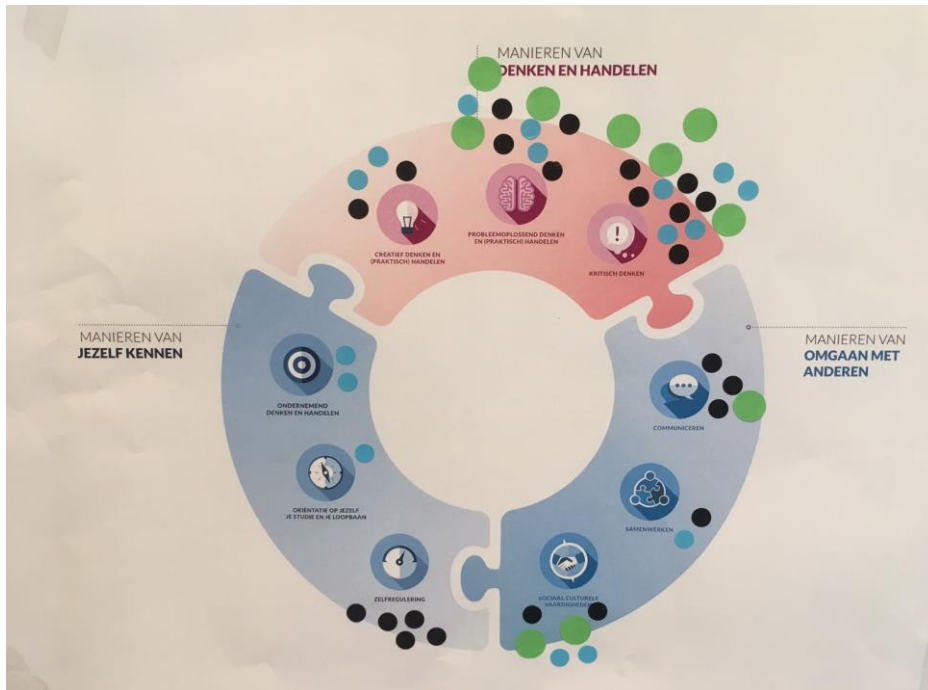 MANIEREN VAN
DENKEN EN HANDELEN
CREATIEF DENKEN EN
(PRAKTISCH) HANDELEN
PROBLEEMOPLOSSEND DENKEN
EN (PRAKTISCH) HANDELEN
KRITISCH DENKEN
MANIEREN VAN
JEZELF KENNEN
MANIEREN VAN
OMGAAN MET
ANDEREN
ONDERNEMEND
DENKEN EN HANDELEN
COMMUNICEREN
ORIËNTATIE OP JEZELF
JE STUDIE EN JE LOOPBAAN
SAMENWERKEN
ZELFREGULERING
SOCIAAL CULTURELE
VAARDIGHEDEN